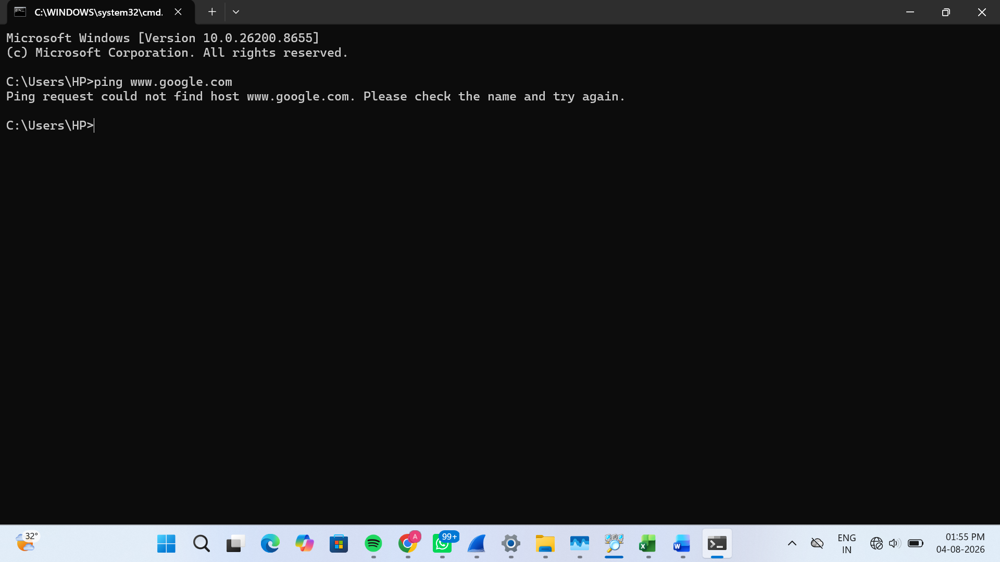 C:\WINDOWS\system32\cmd.
Microsoft Windows [Version 10.0.26200.8655]
(c) Microsoft Corporation. All rights reserved.
C:\Users\HP>ping www.google.com
Ping request could not find host www.google.com. Please check the name and try again.
C:\Users\HP>
32°
A
99+
X
W
ENG
IN
01:55 PM
04-08-2026